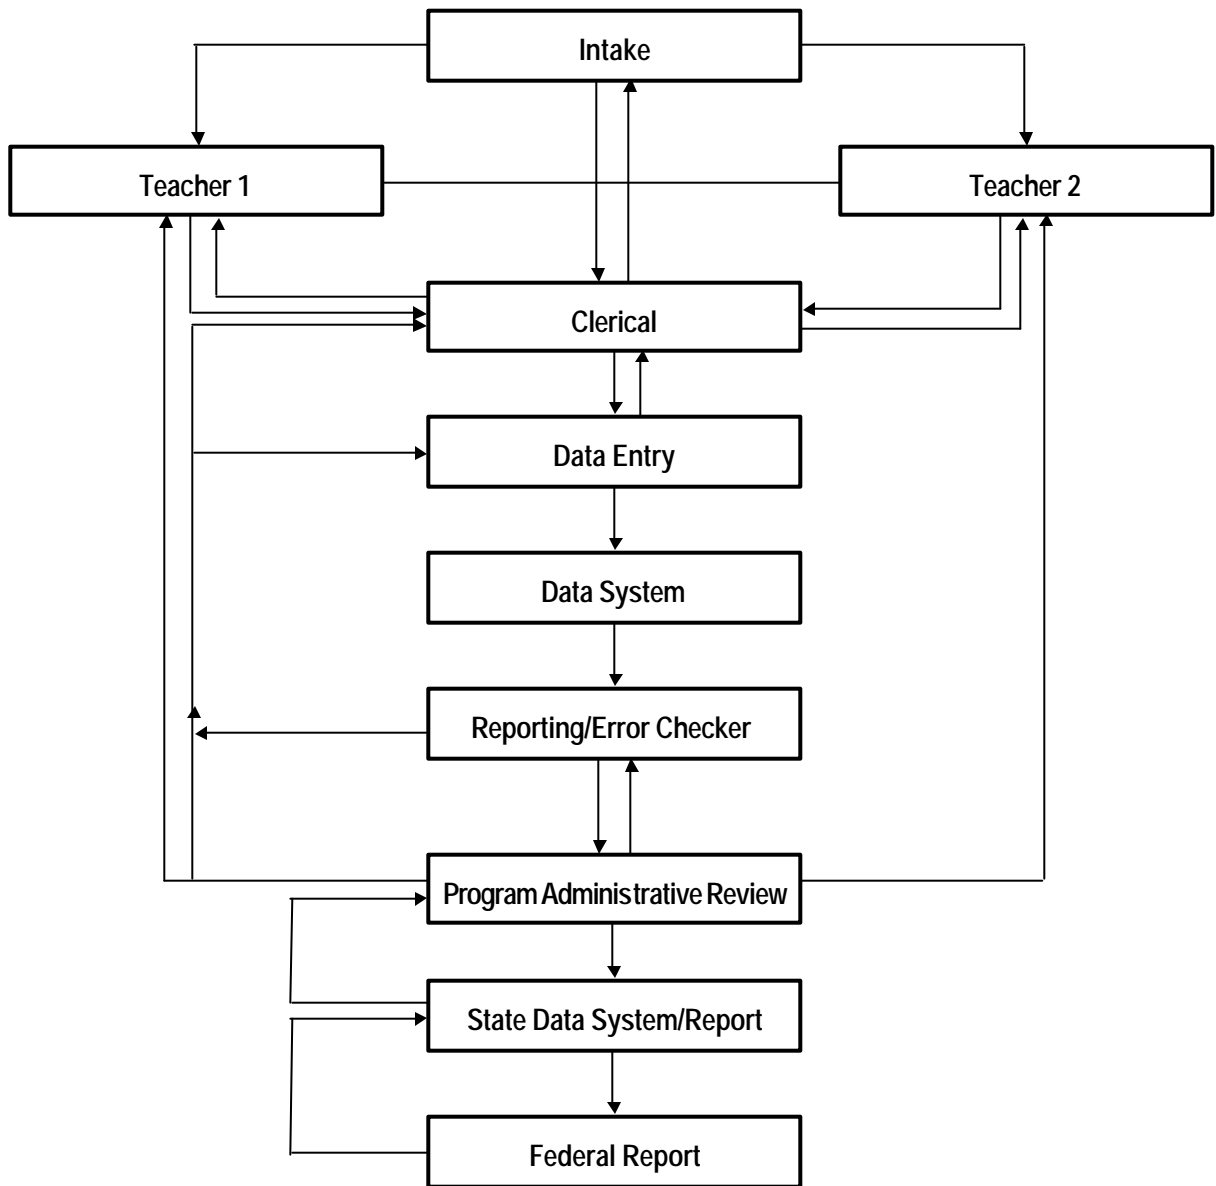 Intake
Teacher 1
Teacher 2
Clerical
Data Entry
Data System
Reporting/Error Checker
Program Administrative Review
State Data System/Report
Federal Report